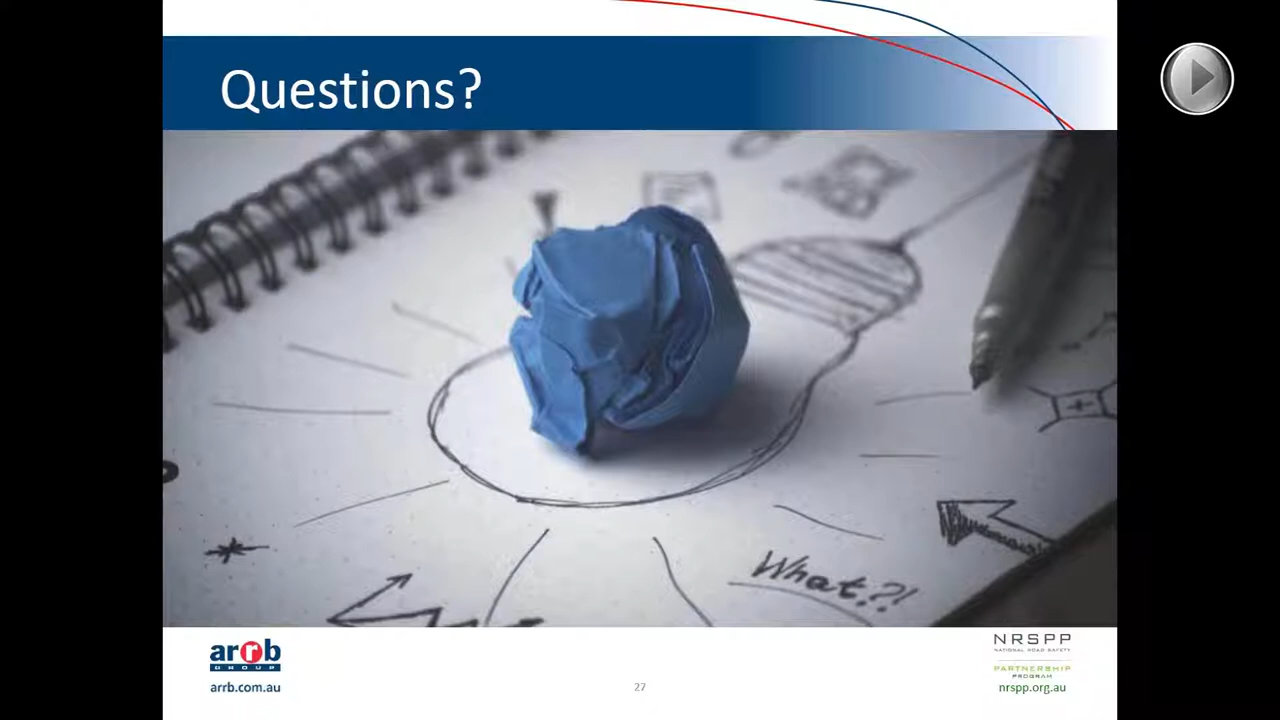 Questions?
What?!
arrb
GROUP
arrb.com.au
27
NRSPP
NATIONAL ROAD SAFETY
PARTNERSHIP
PROGRAM
nrspp.org.au